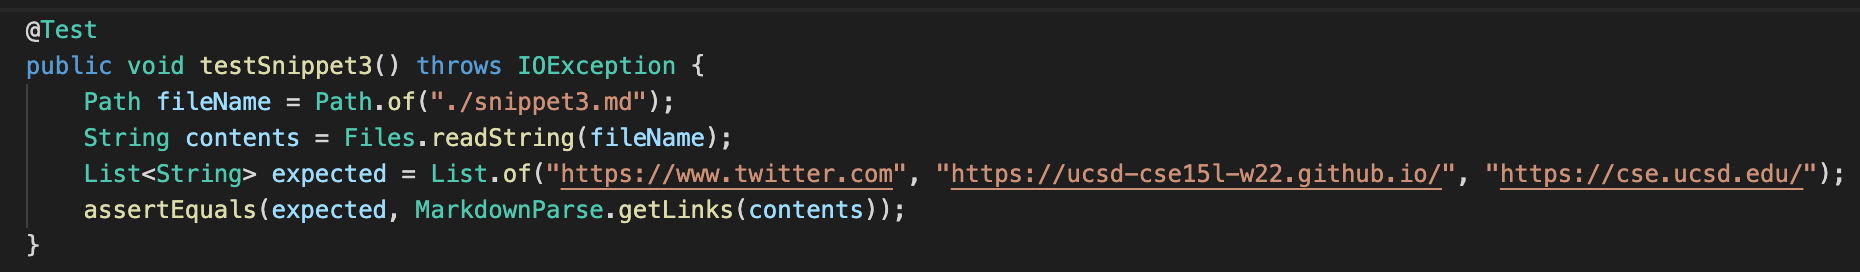 @Test
public void testSnippet3() throws IOException {
    Path fileName = Path.of("./snippet3.md");
    String contents = Files.readString(fileName);
    List<String> expected = List.of("https://www.twitter.com", "https://ucsd-cse15l-w22.github.io/", "https://cse.ucsd.edu/");
    assertEquals(expected, MarkdownParse.getLinks(contents));
}